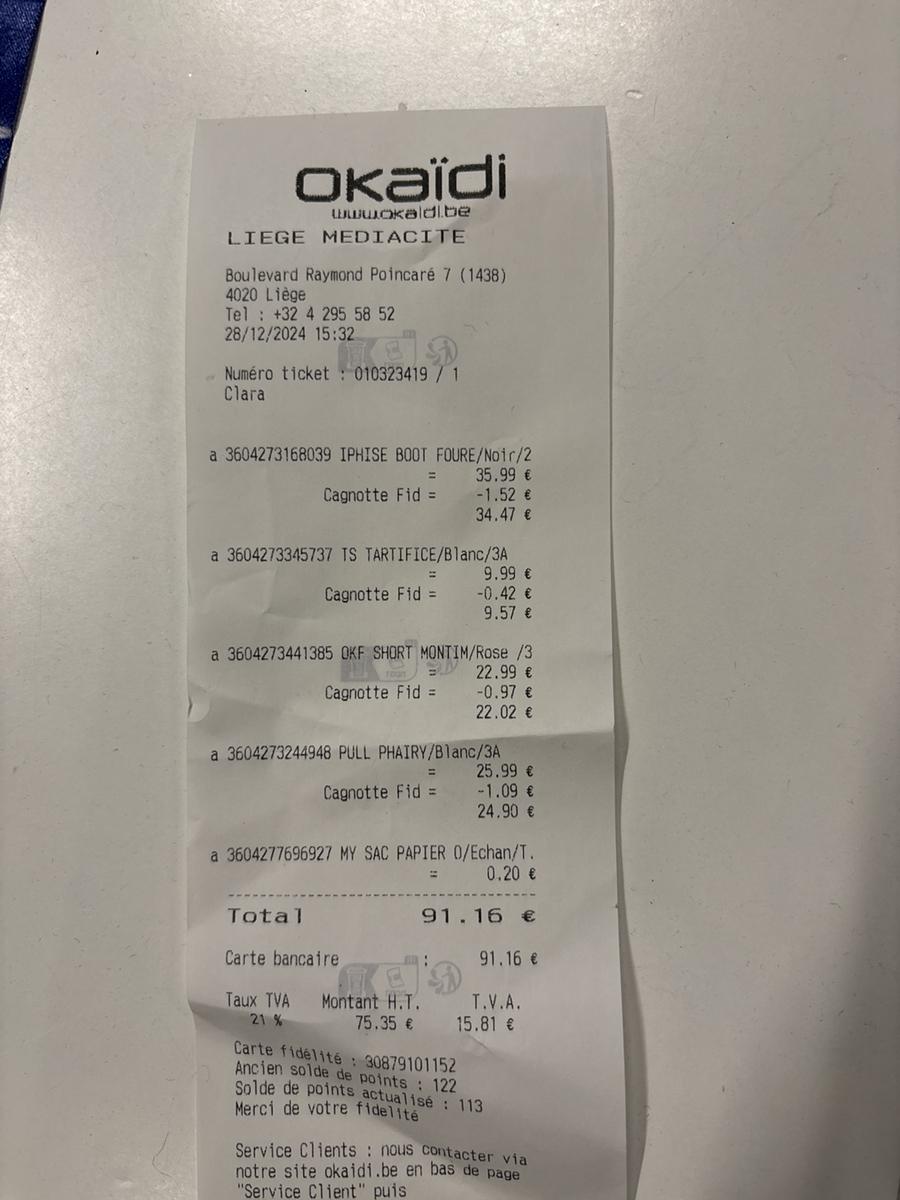 okaïdi
www.okaidi.be
LIEGE MEDIACITE
Boulevard Raymond Poincaré 7 (1438)
4020 Liège
Tel : +32 4 295 58 52
28/12/2024 15:32
Numéro ticket : 010323419 / 1
Clara
a 3604273168039 IPHISE BOOT FOURE/Noir/2
= 35.99 €
Cagnotte Fid = -1.52 €
34.47 €
a 3604273345737 TS TARTIFICE/Blanc/3A
= 9.99 €
Cagnotte Fid = -0.42 €
9.57 €
a 3604273441385 OKF SHORT MONTIM/Rose /3
= 22.99 €
Cagnotte Fid = -0.97 €
22.02 €
a 3604273244948 PULL PHAIRY/Blanc/3A
= 25.99 €
Cagnotte Fid = -1.09 €
24.90 €
a 3604277696927 MY SAC PAPIER O/Echan/T.
= 0.20 €
Total 91.16 €
Carte bancaire : 91.16 €
Taux TVA Montant H.T. T.V.A.
21 % 75.35 € 15.81 €
Carte fidélité : 30879101152
Ancien solde de points : 122
Solde de points actualisé : 113
Merci de votre fidelité
Service Clients : nous contacter via
notre site okaidi.be en bas de page
"Service Client" puis